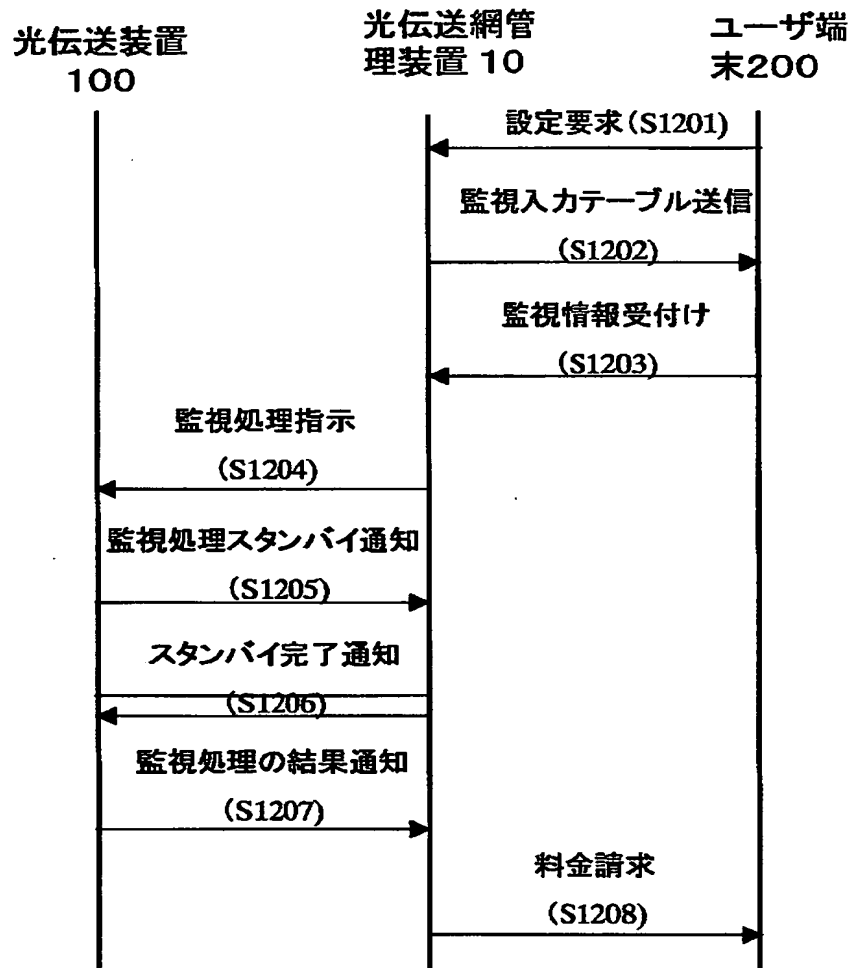 光伝送装置
100
光伝送網管
理装置 10
ユーザ端
末200
設定要求(S1201)
監視入力テーブル送信
(S1202)
監視情報受付け
(S1203)
監視処理指示
(S1204)
監視処理スタンバイ通知
(S1205)
スタンバイ完了通知
(S1206)
監視処理の結果通知
(S1207)
料金請求
(S1208)